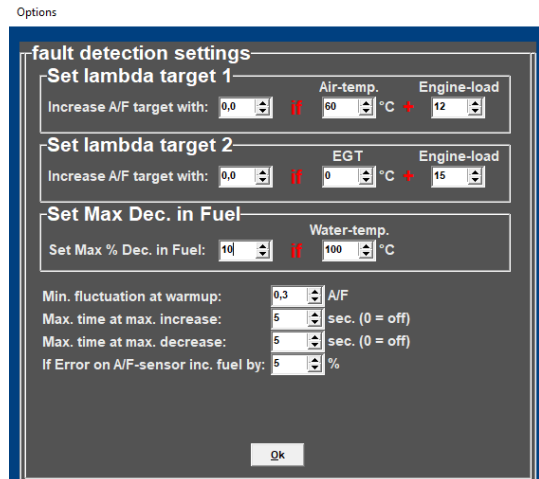 Options
fault detection settings
Set lambda target 1
Air-temp. Engine-load
Increase A/F target with: 0,0 if 60 °C + 12
Set lambda target 2
EGT Engine-load
Increase A/F target with: 0,0 if 0 °C + 15
Set Max Dec. in Fuel
Water-temp.
Set Max % Dec. in Fuel: 10 if 100 °C
Min. fluctuation at warmup: 0,3 A/F
Max. time at max. increase: 5 sec. (0 = off)
Max. time at max. decrease: 5 sec. (0 = off)
If Error on A/F-sensor inc. fuel by: 5 %
Ok